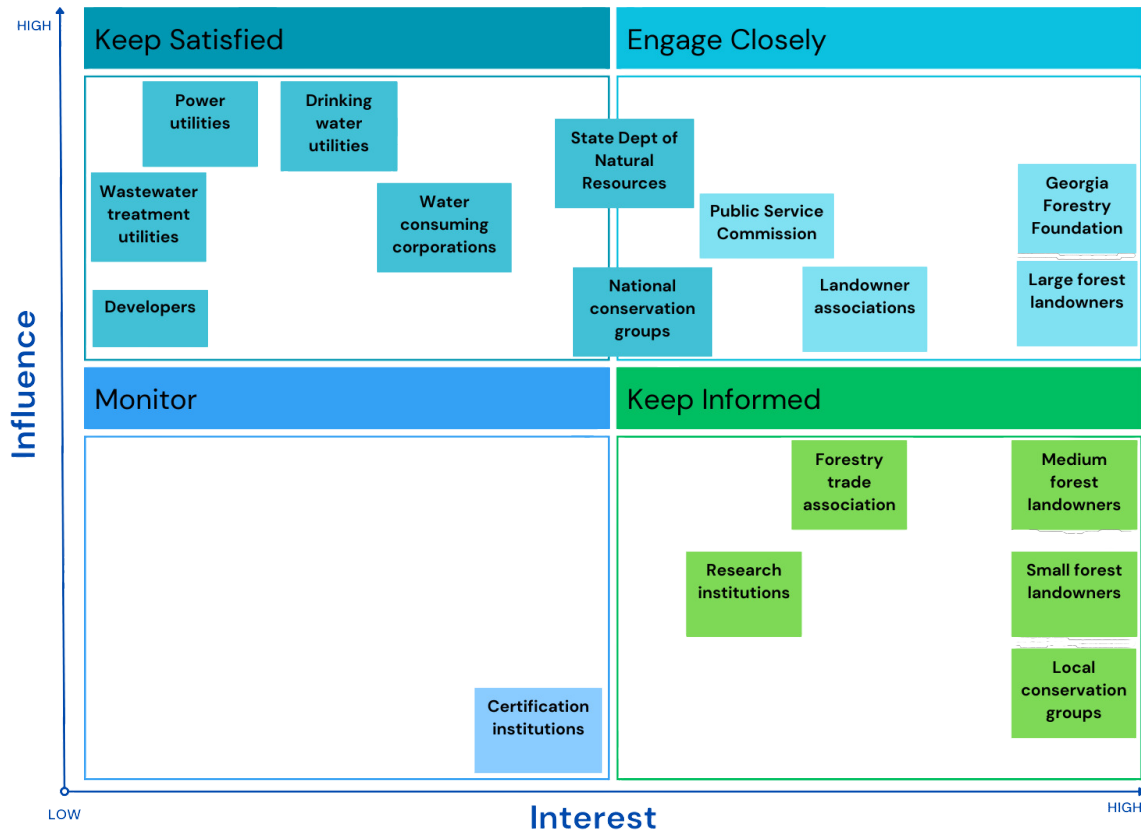 HIGH
Keep Satisfied
Engage Closely
Power
utilities
Drinking
water
utilities
State Dept of
Natural
Resources
Georgia
Forestry
Foundation
Wastewater
treatment
utilities
Water
consuming
corporations
Public Service
Commission
Developers
National
conservation
groups
Landowner
associations
Large forest
landowners
Influence
Monitor
Keep Informed
Forestry
trade
association
Medium
forest
landowners
Research
institutions
Small forest
landowners
Local
conservation
groups
Certification
institutions
LOW
Interest
HIGH